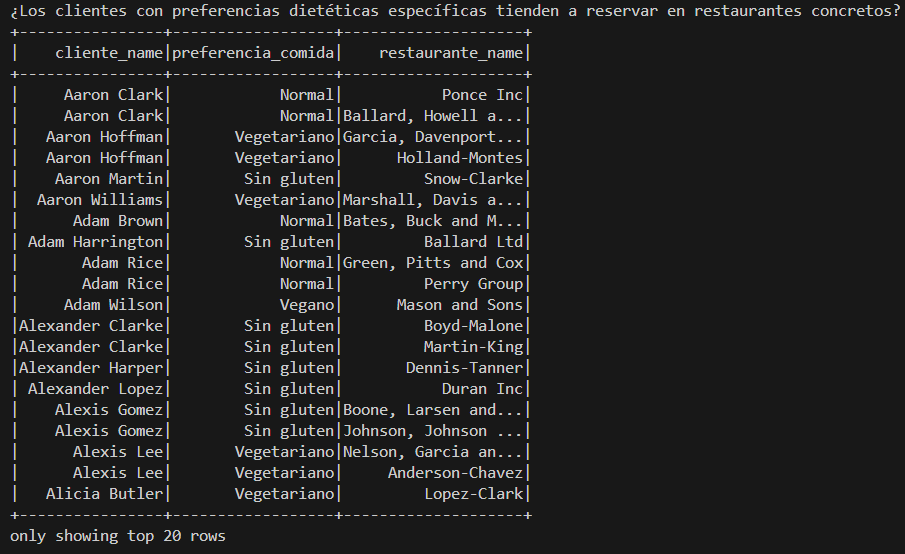 ¿Los clientes con preferencias dietéticas específicas tienden a reservar en restaurantes concretos?
+----------------+-----------------+--------------------+
|    cliente_name|preferencia_comida|    restaurante_name|
+----------------+-----------------+--------------------+
|     Aaron Clark|            Normal|           Ponce Inc|
|     Aaron Clark|            Normal|Ballard, Howell a...|
|   Aaron Hoffman|       Vegetariano|Garcia, Davenport...|
|   Aaron Hoffman|       Vegetariano|      Holland-Montes|
|    Aaron Martin|        Sin gluten|         Snow-Clarke|
|  Aaron Williams|       Vegetariano|Marshall, Davis a...|
|      Adam Brown|            Normal|Bates, Buck and M...|
| Adam Harrington|        Sin gluten|         Ballard Ltd|
|       Adam Rice|            Normal|Green, Pitts and Cox|
|       Adam Rice|            Normal|         Perry Group|
|     Adam Wilson|            Vegano|      Mason and Sons|
|Alexander Clarke|        Sin gluten|         Boyd-Malone|
|Alexander Clarke|        Sin gluten|         Martin-King|
|Alexander Harper|        Sin gluten|       Dennis-Tanner|
| Alexander Lopez|        Sin gluten|           Duran Inc|
|    Alexis Gomez|        Sin gluten|Boone, Larsen and...|
|    Alexis Gomez|        Sin gluten|Johnson, Johnson ...|
|      Alexis Lee|       Vegetariano|Nelson, Garcia an...|
|      Alexis Lee|       Vegetariano|     Anderson-Chavez|
|   Alicia Butler|       Vegetariano|         Lopez-Clark|
+----------------+------------------+--------------------+
only showing top 20 rows